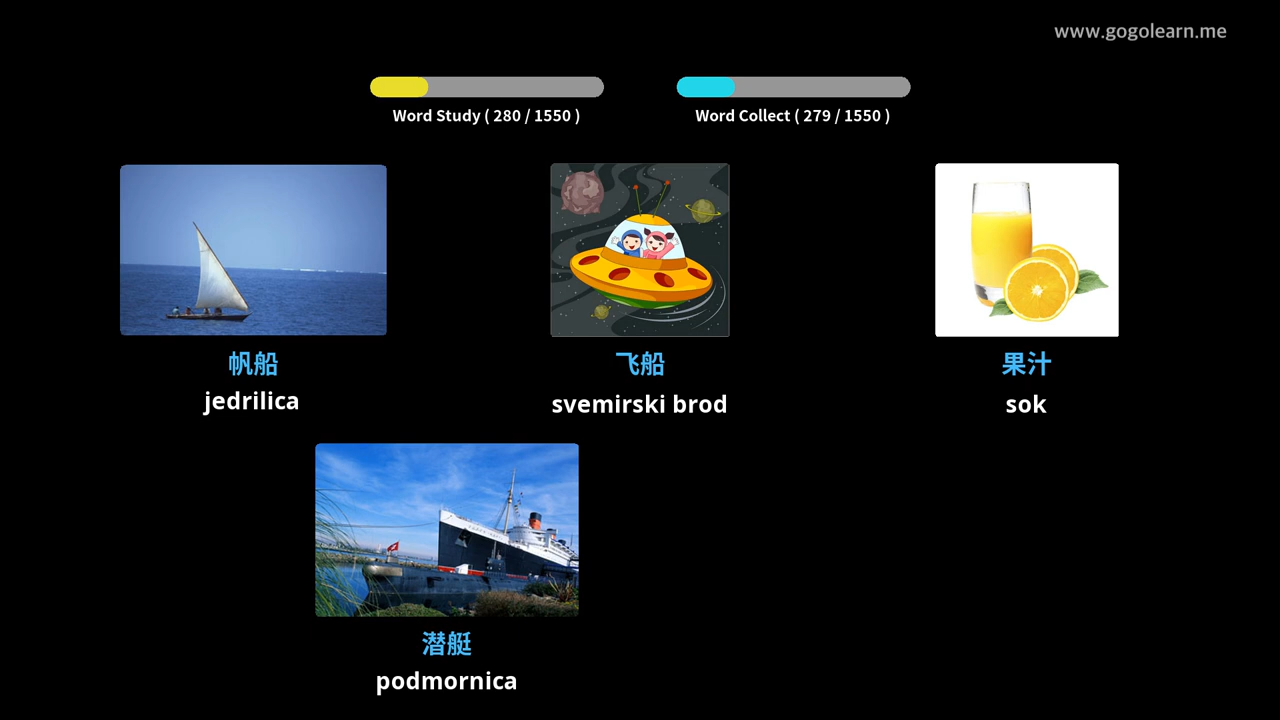 www.gogolearn.me
Word Study ( 280 / 1550 )
Word Collect ( 279 / 1550 )
帆船
jedrilica
飞船
svemirski brod
果汁
sok
潜艇
podmornica